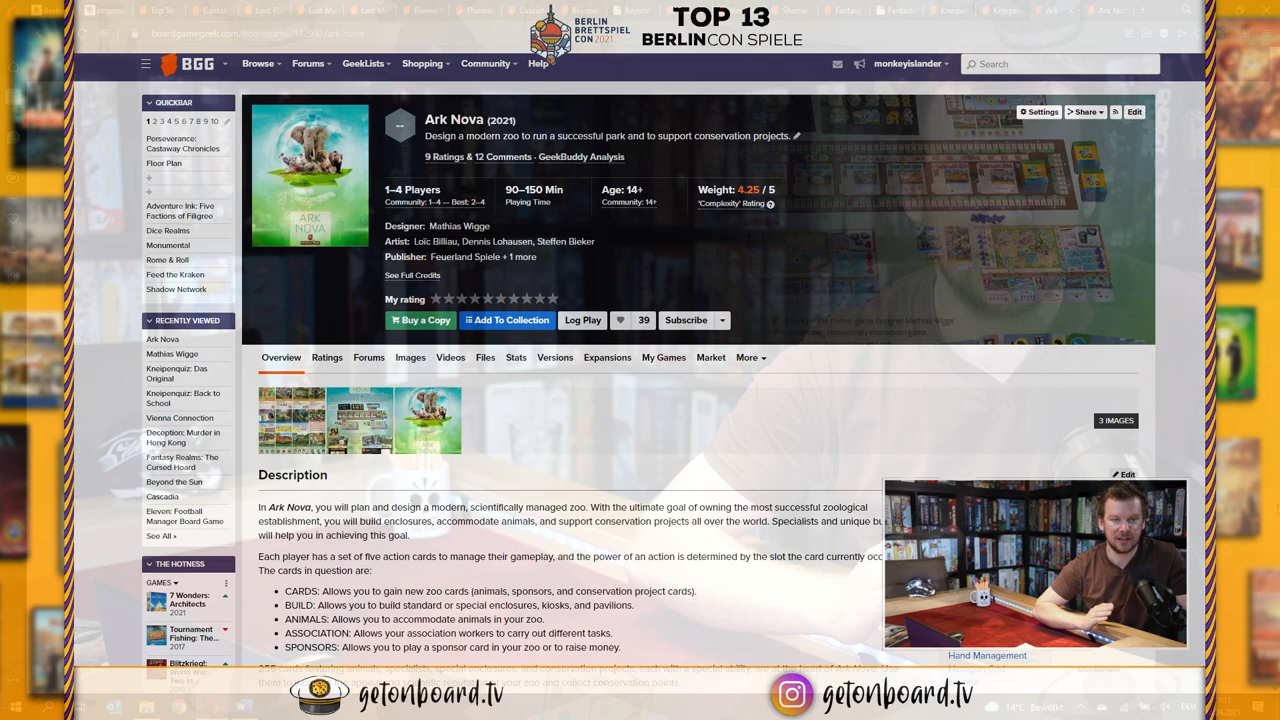 BERLIN
BRETTSPIEL
CON 2021
TOP 13
BERLINCON SPIELE
boardgamegeek.com/boardgame/342942/ark-nova
BGG
Browse
Forums
GeekLists
Shopping
Community
Help
monkeyislander
Search
QUICKBAR
1 2 3 4 5 6 7 8 9 10
Perseverance:
Castaway Chronicles
Floor Plan
Adventure Ink: Five
Factions of Filigree
Dice Realms
Monumental
Rome & Roll
Feed the Kraken
Shadow Network
RECENTLY VIEWED
Ark Nova
Mathias Wigge
Kneipenquiz: Das
Original
Kneipenquiz: Back to
School
Vienna Connection
Deception: Murder in
Hong Kong
Fantasy Realms: The
Cursed Hoard
Beyond the Sun
Cascadia
Eleven: Football
Manager Board Game
See All »
THE HOTNESS
GAMES
7 Wonders:
Architects
2021
Tournament
Fishing: The...
2017
Blitzkrieg!:
World War
Two in...
ARK
NOVA
--
Ark Nova (2021)
Design a modern zoo to run a successful park and to support conservation projects.
9 Ratings & 12 Comments · GeekBuddy Analysis
Settings
Share
Edit
1–4 Players
Community: 1–4 — Best: 2–4
90–150 Min
Playing Time
Age: 14+
Community: 14+
Weight: 4.25 / 5
'Complexity' Rating
Designer: Mathias Wigge
Artist: Loïc Billiau, Dennis Lohausen, Steffen Bieker
Publisher: Feuerland Spiele + 1 more
See Full Credits
My rating
Buy a Copy
Add To Collection
Log Play
39
Subscribe
Overview
Ratings
Forums
Images
Videos
Files
Stats
Versions
Expansions
My Games
Market
More
3 IMAGES
Description
Edit
In Ark Nova, you will plan and design a modern, scientifically managed zoo. With the ultimate goal of owning the most successful zoological
establishment, you will build enclosures, accommodate animals, and support conservation projects all over the world. Specialists and unique bu
will help you in achieving this goal.
Each player has a set of five action cards to manage their gameplay, and the power of an action is determined by the slot the card currently occ
The cards in question are:
• CARDS: Allows you to gain new zoo cards (animals, sponsors, and conservation project cards).
• BUILD: Allows you to build standard or special enclosures, kiosks, and pavilions.
• ANIMALS: Allows you to accommodate animals in your zoo.
• ASSOCIATION: Allows your association workers to carry out different tasks.
• SPONSORS: Allows you to play a sponsor card in your zoo or to raise money.
Hand Management
getonboard.tv
getonboard.tv
14°C Bewölkt
DEU